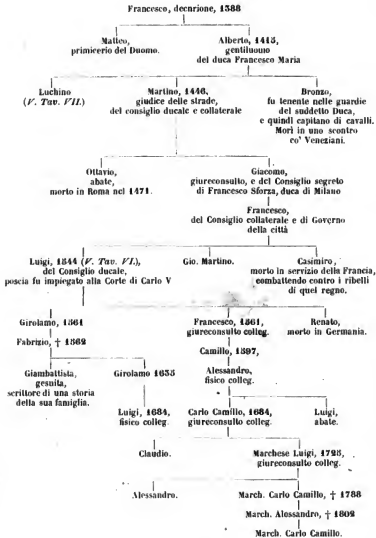 Francesco, decurione, 1388
Matteo,
primicerio del Duomo.
Alberto, 1415,
gentiluomo
del duca Francesco Maria
Luchino
(V. Tav. VII.)
Martino, 1446,
giudice delle strade,
del consiglio ducale e collaterale
Bronzo,
fu tenente nelle guardie
del suddetto Duca,
e quindi capitano di cavalli.
Morì in uno scontro
co' Veneziani.
Ottavio,
abate,
morto in Roma nel 1471.
Giacomo,
giureconsulto, e del Consiglio segreto
di Francesco Sforza, duca di Milano
Francesco,
del Consiglio collaterale e di Governo
della città
Luigi, 1544 (V. Tav. VI.),
del Consiglio ducale,
poscia fu impiegato alla Corte di Carlo V
Gio. Martino.
Casimiro,
morto in servizio della Francia,
combattendo contro i ribelli
di quel regno.
Girolamo, 1561
Fabrizio, † 1562
Francesco, 1561,
giureconsulto colleg.
Renato,
morto in Germania.
Camillo, 1597,
Alessandro,
fisico colleg.
Giambattista,
gesuita,
scrittore di una storia
della sua famiglia.
Girolamo 1635
Luigi, 1684,
fisico colleg.
Carlo Camillo, 1684,
giureconsulto colleg.
Luigi,
abate.
Claudio.
Marchese Luigi, 1725,
giureconsulto colleg.
Alessandro.
March. Carlo Camillo, † 1788
March. Alessandro, † 1802
March. Carlo Camillo.